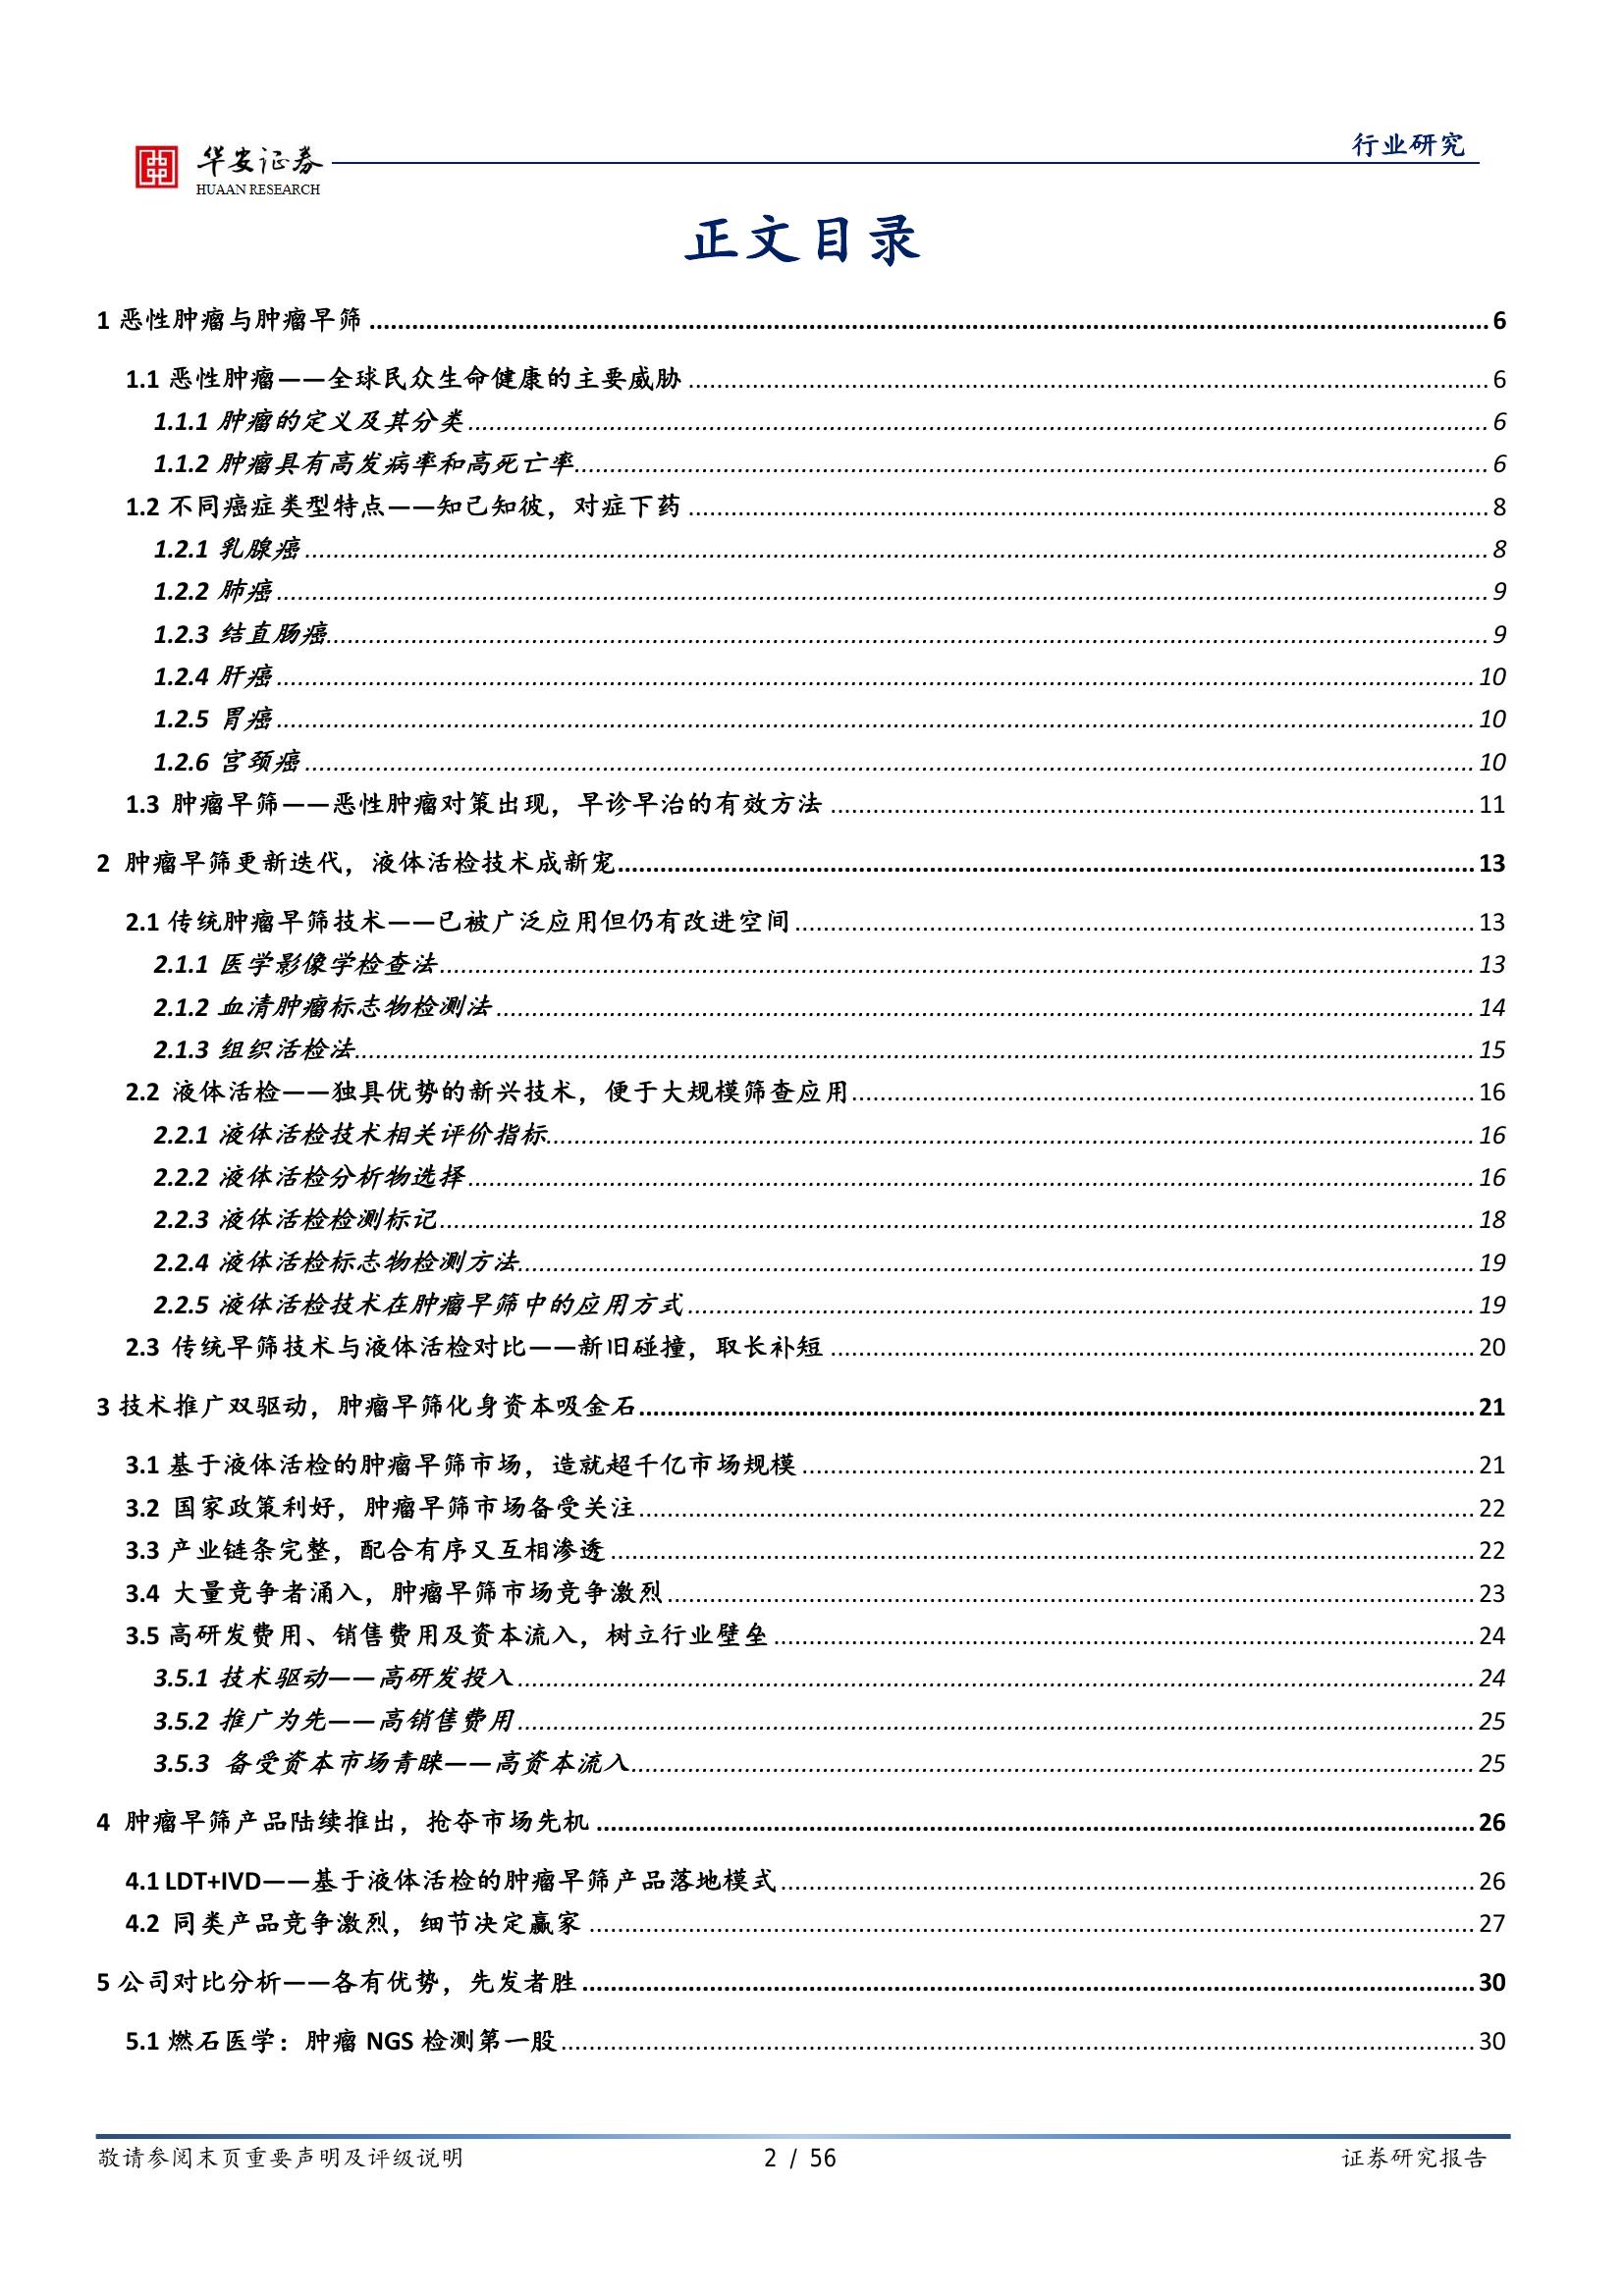 行业研究
华安证券
HUAAN RESEARCH
正文目录
1 恶性肿瘤与肿瘤早筛 6
1.1 恶性肿瘤——全球民众生命健康的主要威胁 6
1.1.1 肿瘤的定义及其分类 6
1.1.2 肿瘤具有高发病率和高死亡率 6
1.2 不同癌症类型特点——知己知彼，对症下药 8
1.2.1 乳腺癌 8
1.2.2 肺癌 9
1.2.3 结直肠癌 9
1.2.4 肝癌 10
1.2.5 胃癌 10
1.2.6 宫颈癌 10
1.3 肿瘤早筛——恶性肿瘤对策出现，早诊早治的有效方法 11
2 肿瘤早筛更新迭代，液体活检技术成新宠 13
2.1 传统肿瘤早筛技术——已被广泛应用但仍有改进空间 13
2.1.1 医学影像学检查法 13
2.1.2 血清肿瘤标志物检测法 14
2.1.3 组织活检法 15
2.2 液体活检——独具优势的新兴技术，便于大规模筛查应用 16
2.2.1 液体活检技术相关评价指标 16
2.2.2 液体活检分析物选择 16
2.2.3 液体活检检测标记 18
2.2.4 液体活检标志物检测方法 19
2.2.5 液体活检技术在肿瘤早筛中的应用方式 19
2.3 传统早筛技术与液体活检对比——新旧碰撞，取长补短 20
3 技术推广双驱动，肿瘤早筛化身资本吸金石 21
3.1 基于液体活检的肿瘤早筛市场，造就超千亿市场规模 21
3.2 国家政策利好，肿瘤早筛市场备受关注 22
3.3 产业链条完整，配合有序又互相渗透 22
3.4 大量竞争者涌入，肿瘤早筛市场竞争激烈 23
3.5 高研发费用、销售费用及资本流入，树立行业壁垒 24
3.5.1 技术驱动——高研发投入 24
3.5.2 推广为先——高销售费用 25
3.5.3 备受资本市场青睐——高资本流入 25
4 肿瘤早筛产品陆续推出，抢夺市场先机 26
4.1 LDT+IVD——基于液体活检的肿瘤早筛产品落地模式 26
4.2 同类产品竞争激烈，细节决定赢家 27
5 公司对比分析——各有优势，先发者胜 30
5.1 燃石医学：肿瘤 NGS 检测第一股 30
敬请参阅末页重要声明及评级说明 2 / 56 证券研究报告